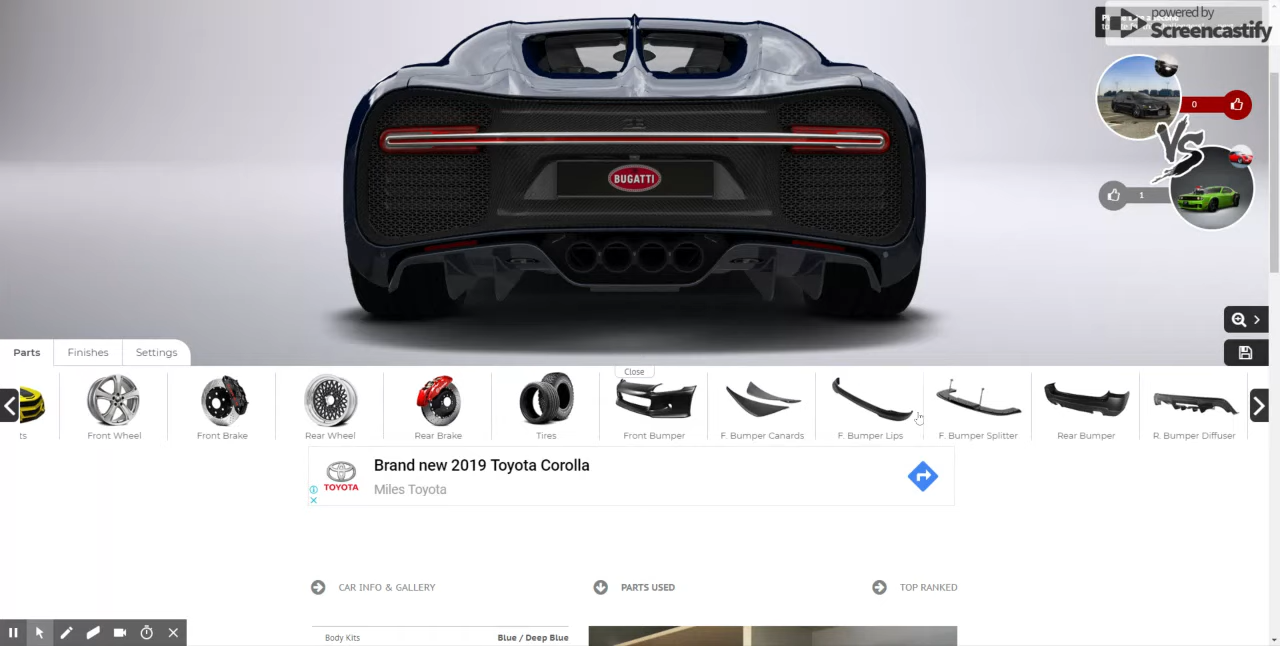 powered by
Screencastify
0
VS
1
BUGATTI
Parts
Finishes
Settings
Close
ts
Front Wheel
Front Brake
Rear Wheel
Rear Brake
Tires
Front Bumper
F. Bumper Canards
F. Bumper Lips
F. Bumper Splitter
Rear Bumper
R. Bumper Diffuser
TOYOTA
Brand new 2019 Toyota Corolla
Miles Toyota
CAR INFO & GALLERY
PARTS USED
TOP RANKED
Body Kits
Blue / Deep Blue